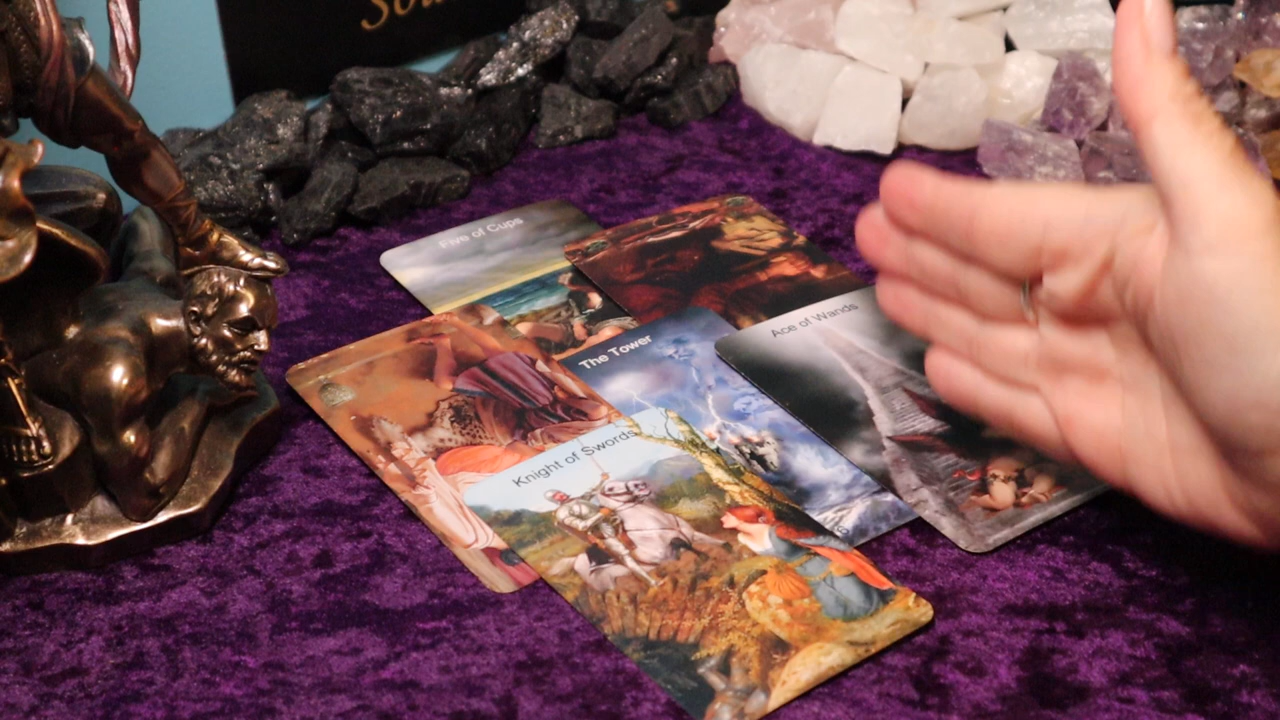 Five of Cups
Ace of Wands
The Tower
Knight of Swords